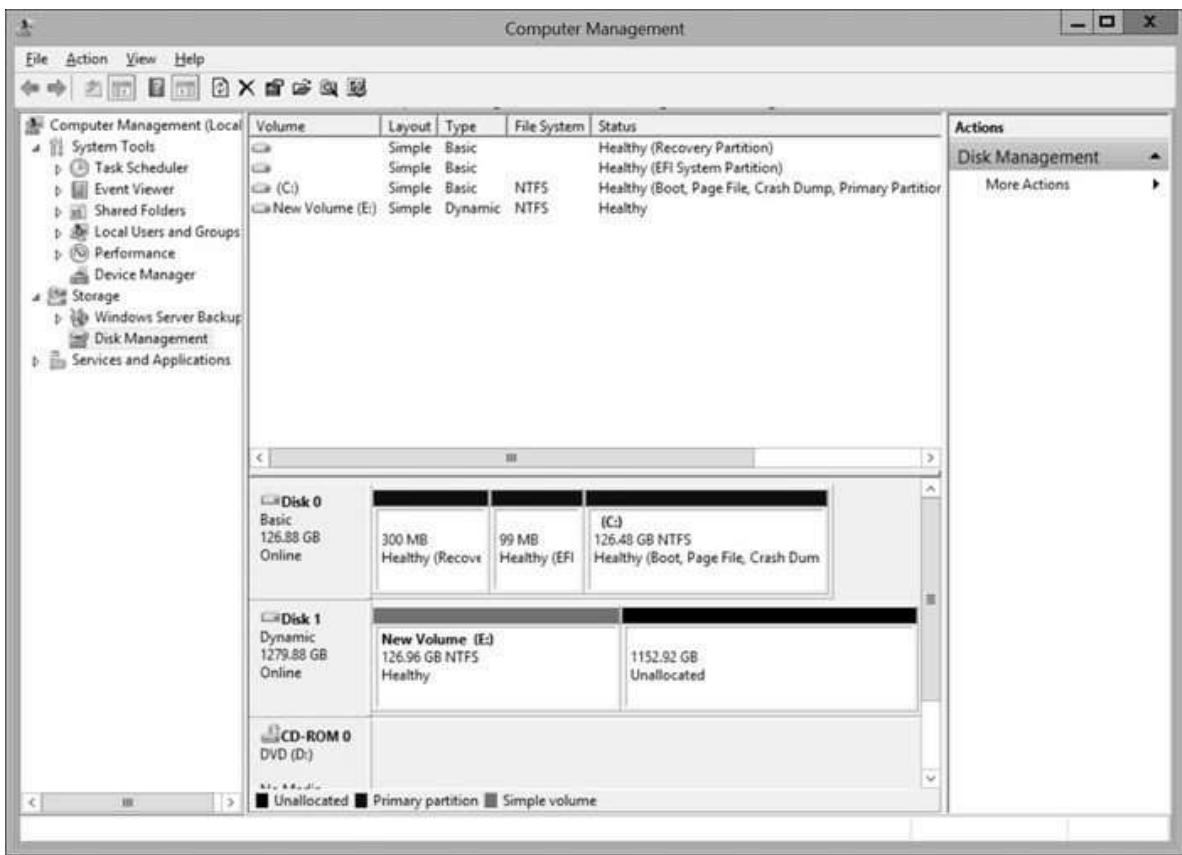 Computer Management
File Action View Help
Computer Management (Local
System Tools
Task Scheduler
Event Viewer
Shared Folders
Local Users and Groups
Performance
Device Manager
Storage
Windows Server Backup
Disk Management
Services and Applications
Volume Layout Type File System Status
Simple Basic Healthy (Recovery Partition)
Simple Basic Healthy (EFI System Partition)
(C:) Simple Basic NTFS Healthy (Boot, Page File, Crash Dump, Primary Partition
New Volume (E:) Simple Dynamic NTFS Healthy
Disk 0
Basic
126.88 GB
Online
300 MB
Healthy (Recove
99 MB
Healthy (EFI
(C:)
126.48 GB NTFS
Healthy (Boot, Page File, Crash Dum
Disk 1
Dynamic
1279.88 GB
Online
New Volume (E:)
126.96 GB NTFS
Healthy
1152.92 GB
Unallocated
CD-ROM 0
DVD (D:)
Unallocated Primary partition Simple volume
Actions
Disk Management
More Actions